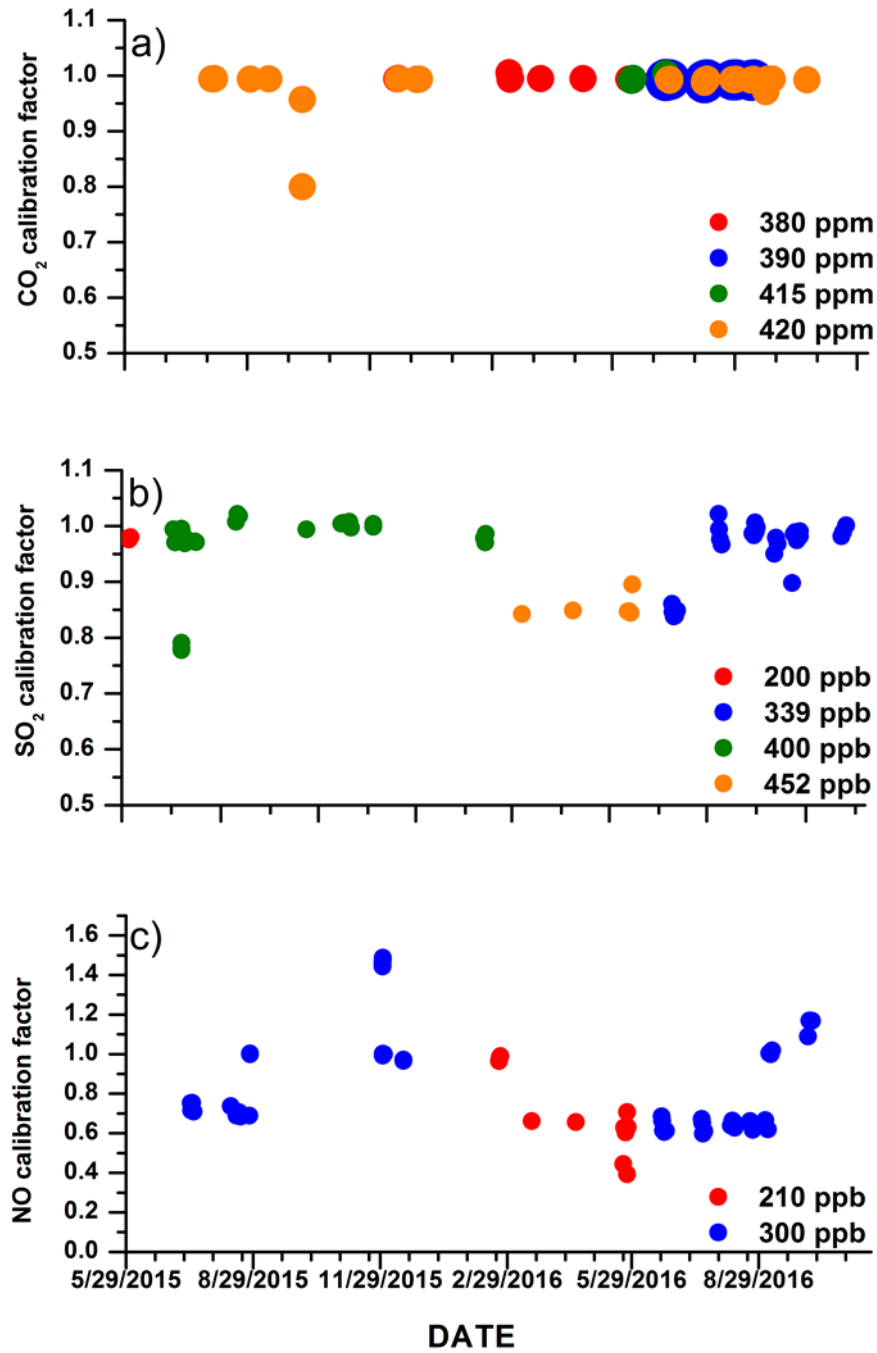 a)
CO2 calibration factor
1.1
1.0
0.9
0.8
0.7
0.6
0.5
380 ppm
390 ppm
415 ppm
420 ppm
b)
SO2 calibration factor
1.1
1.0
0.9
0.8
0.7
0.6
0.5
200 ppb
339 ppb
400 ppb
452 ppb
c)
NO calibration factor
1.6
1.4
1.2
1.0
0.8
0.6
0.4
0.2
0.0
210 ppb
300 ppb
5/29/2015 8/29/2015 11/29/2015 2/29/2016 5/29/2016 8/29/2016
DATE